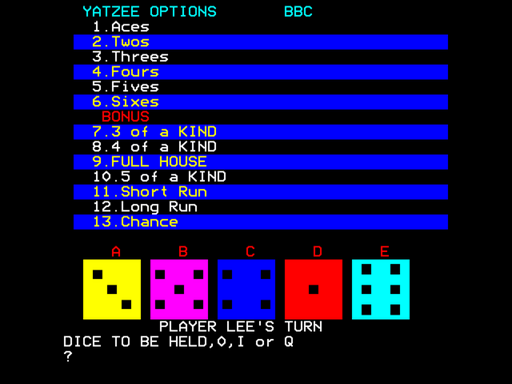 YATZEE OPTIONS BBC
1.Aces
2.Twos
3.Threes
4.Fours
5.Fives
6.Sixes
BONUS
7.3 of a KIND
8.4 of a KIND
9.FULL HOUSE
10.5 of a KIND
11.Short Run
12.Long Run
13.Chance
A B C D E
PLAYER LEE'S TURN
DICE TO BE HELD,O,I or Q
?